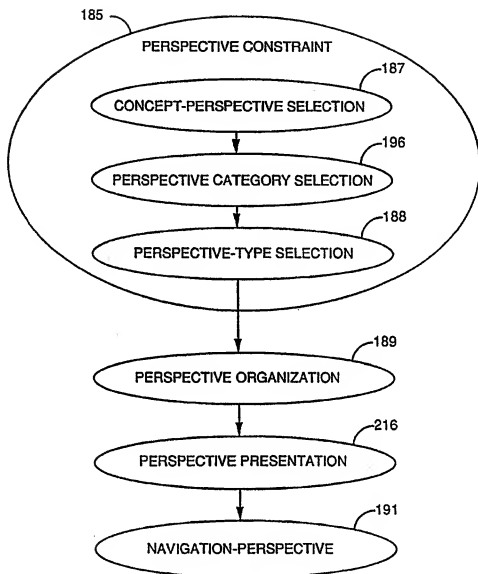 185
PERSPECTIVE CONSTRAINT
187
CONCEPT-PERSPECTIVE SELECTION
196
PERSPECTIVE CATEGORY SELECTION
188
PERSPECTIVE-TYPE SELECTION
189
PERSPECTIVE ORGANIZATION
216
PERSPECTIVE PRESENTATION
191
NAVIGATION-PERSPECTIVE